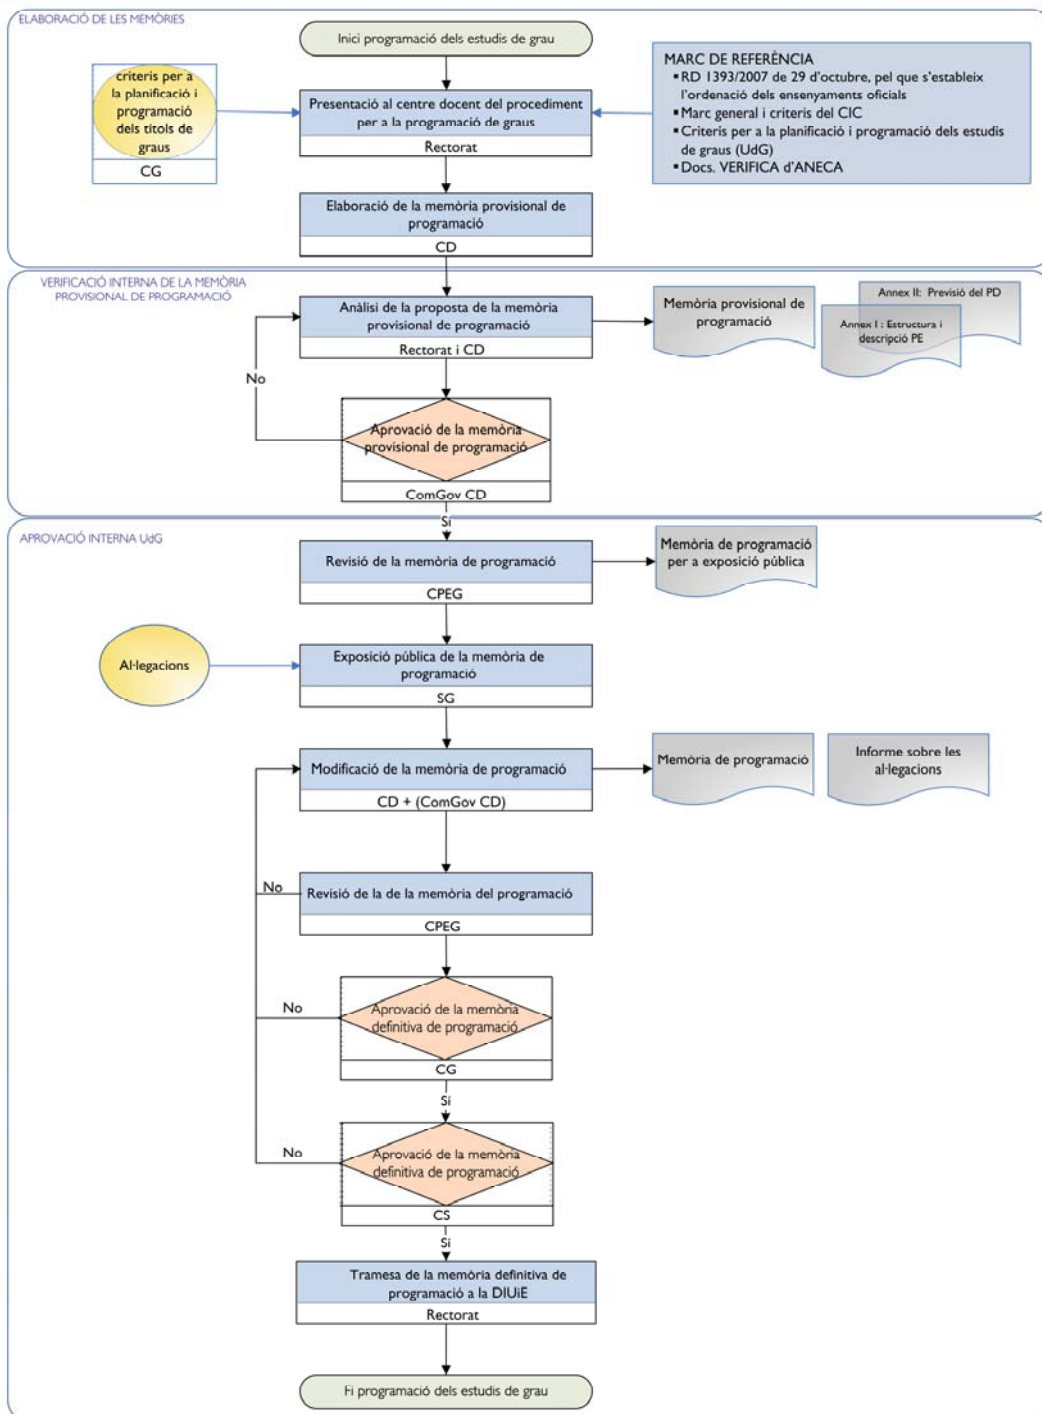 ELABORACIÓ DE LES MEMÒRIES
Inici programació dels estudis de grau
criteris per a
la planificació i
programació
dels títols de
graus
CG
Presentació al centre docent del procediment
per a la programació de graus
Rectorat
MARC DE REFERÈNCIA
▪ RD 1393/2007 de 29 d'octubre, pel que s'estableix
l'ordenació dels ensenyaments oficials
▪ Marc general i criteris del CIC
▪ Criteris per a la planificació i programació dels estudis
de graus (UdG)
▪ Docs. VERIFICA d'ANECA
Elaboració de la memòria provisional de
programació
CD
VERIFICACIÓ INTERNA DE LA MEMÒRIA
PROVISIONAL DE PROGRAMACIÓ
Anàlisi de la proposta de la memòria
provisional de programació
Rectorat i CD
Memòria provisional de
programació
Annex II: Previsió del PD
Annex I : Estructura i
descripció PE
No
Aprovació de la memòria
provisional de programació
ComGov CD
Sí
APROVACIÓ INTERNA UdG
Revisió de la memòria de programació
CPEG
Memòria de programació
per a exposició pública
Al·legacions
Exposició pública de la memòria de
programació
SG
Modificació de la memòria de programació
CD + (ComGov CD)
Memòria de programació
Informe sobre les
al·legacions
No
Revisió de la de la memòria del programació
CPEG
No
Aprovació de la memòria
definitiva de programació
CG
Sí
No
Aprovació de la memòria
definitiva de programació
CS
Sí
Tramesa de la memòria definitiva de
programació a la DIUiE
Rectorat
Fi programació dels estudis de grau